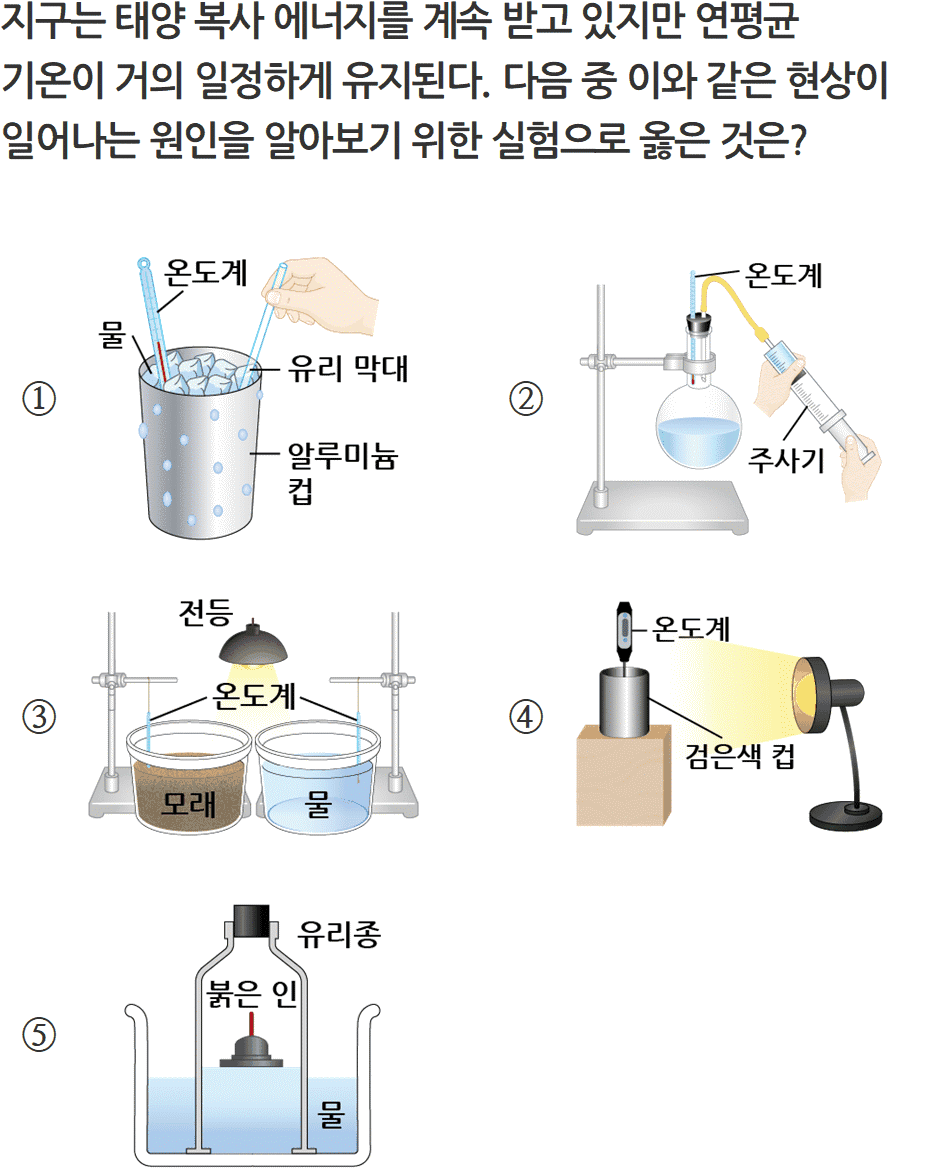 지구는 태양 복사 에너지를 계속 받고 있지만 연평균
기온이 거의 일정하게 유지된다. 다음 중 이와 같은 현상이
일어나는 원인을 알아보기 위한 실험으로 옳은 것은?
①
온도계
물
유리 막대
알루미늄
컵
②
온도계
주사기
③
전등
온도계
모래
물
④
온도계
검은색 컵
⑤
유리종
붉은 인
물